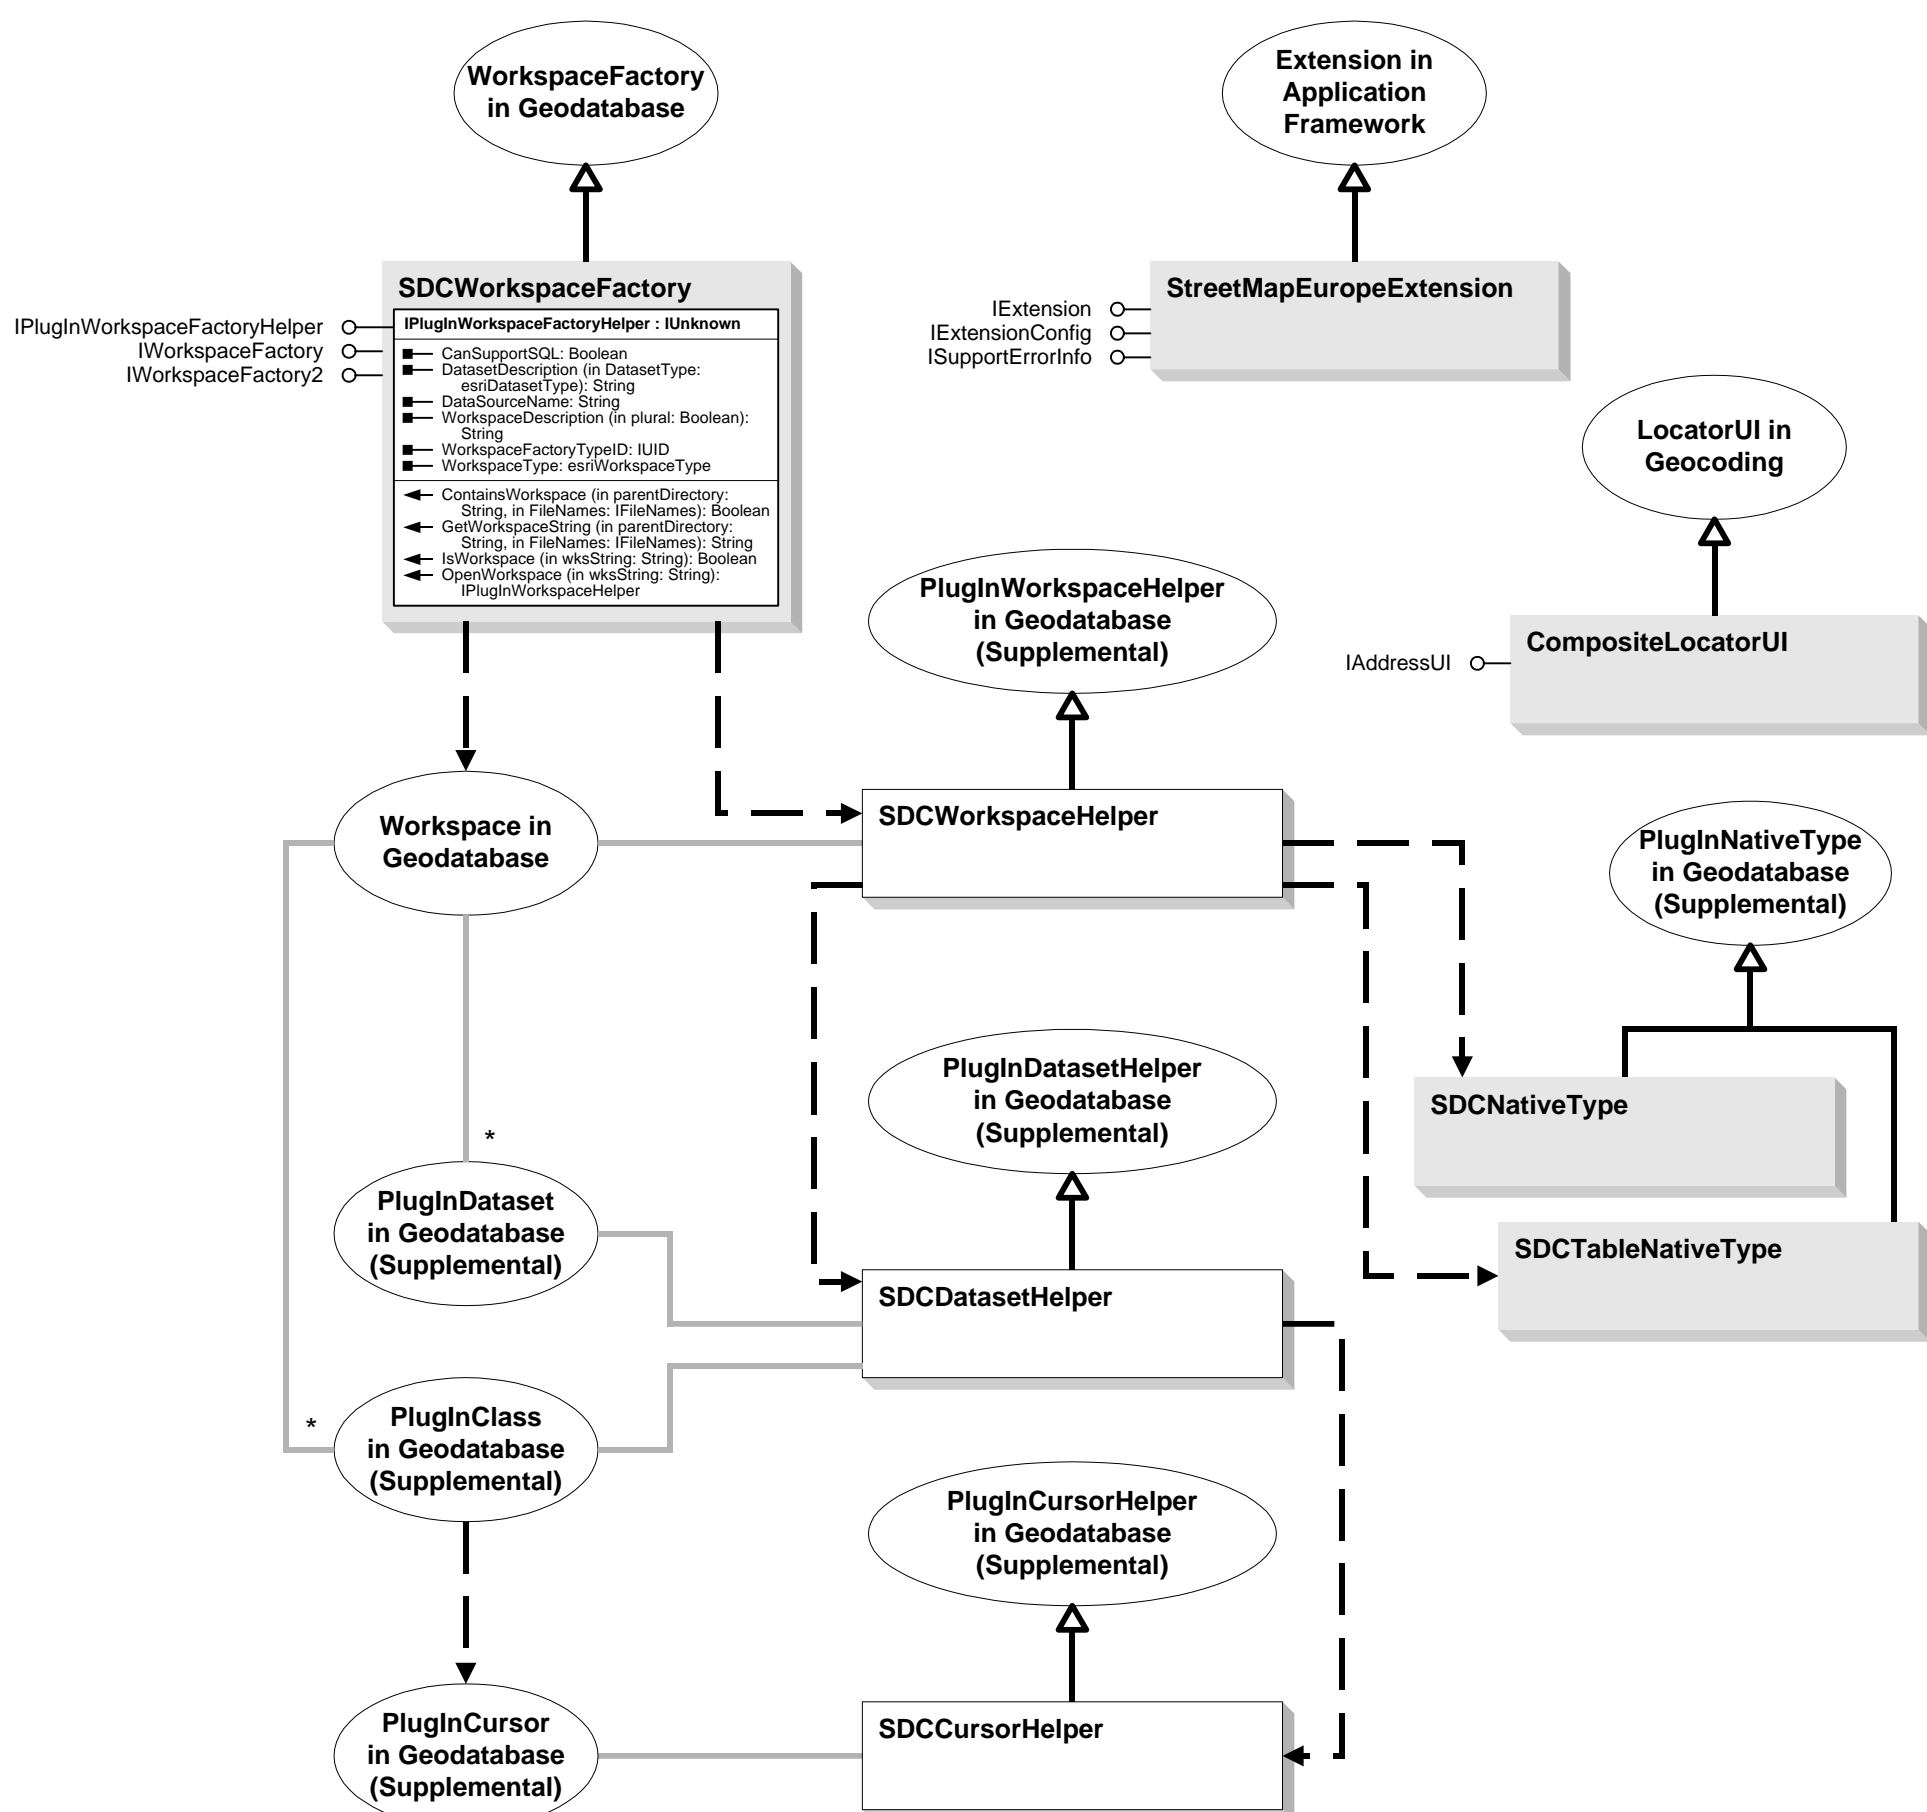 WorkspaceFactory
in Geodatabase
Extension in
Application
Framework
SDCWorkspaceFactory
IPlugInWorkspaceFactoryHelper
IWorkspaceFactory
IWorkspaceFactory2
IPlugInWorkspaceFactoryHelper : IUnknown
CanSupportSQL: Boolean
DatasetDescription (in DatasetType:
esriDatasetType): String
DataSourceName: String
WorkspaceDescription (in plural: Boolean):
String
WorkspaceFactoryTypeID: IUID
WorkspaceType: esriWorkspaceType
ContainsWorkspace (in parentDirectory:
String, in FileNames: IFileNames): Boolean
GetWorkspaceString (in parentDirectory:
String, in FileNames: IFileNames): String
IsWorkspace (in wksString: String): Boolean
OpenWorkspace (in wksString: String):
IPlugInWorkspaceHelper
StreetMapEuropeExtension
IExtension
IExtensionConfig
ISupportErrorInfo
LocatorUI in
Geocoding
PlugInWorkspaceHelper
in Geodatabase
(Supplemental)
CompositeLocatorUI
IAddressUI
Workspace in
Geodatabase
SDCWorkspaceHelper
PlugInNativeType
in Geodatabase
(Supplemental)
PlugInDatasetHelper
in Geodatabase
(Supplemental)
SDCNativeType
*
PlugInDataset
in Geodatabase
(Supplemental)
SDCTableNativeType
SDCDatasetHelper
*
PlugInClass
in Geodatabase
(Supplemental)
PlugInCursorHelper
in Geodatabase
(Supplemental)
PlugInCursor
in Geodatabase
(Supplemental)
SDCCursorHelper